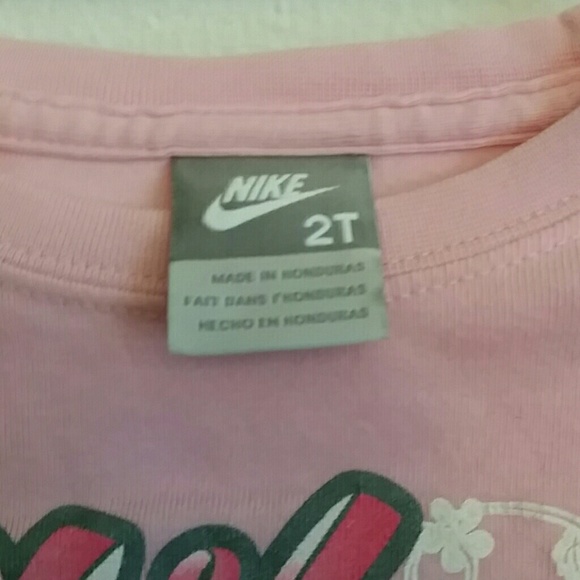 NIKE
2T
MADE IN HONDURAS
FAIT DANS I'HONDURAS
HECHO EN HONDURAS